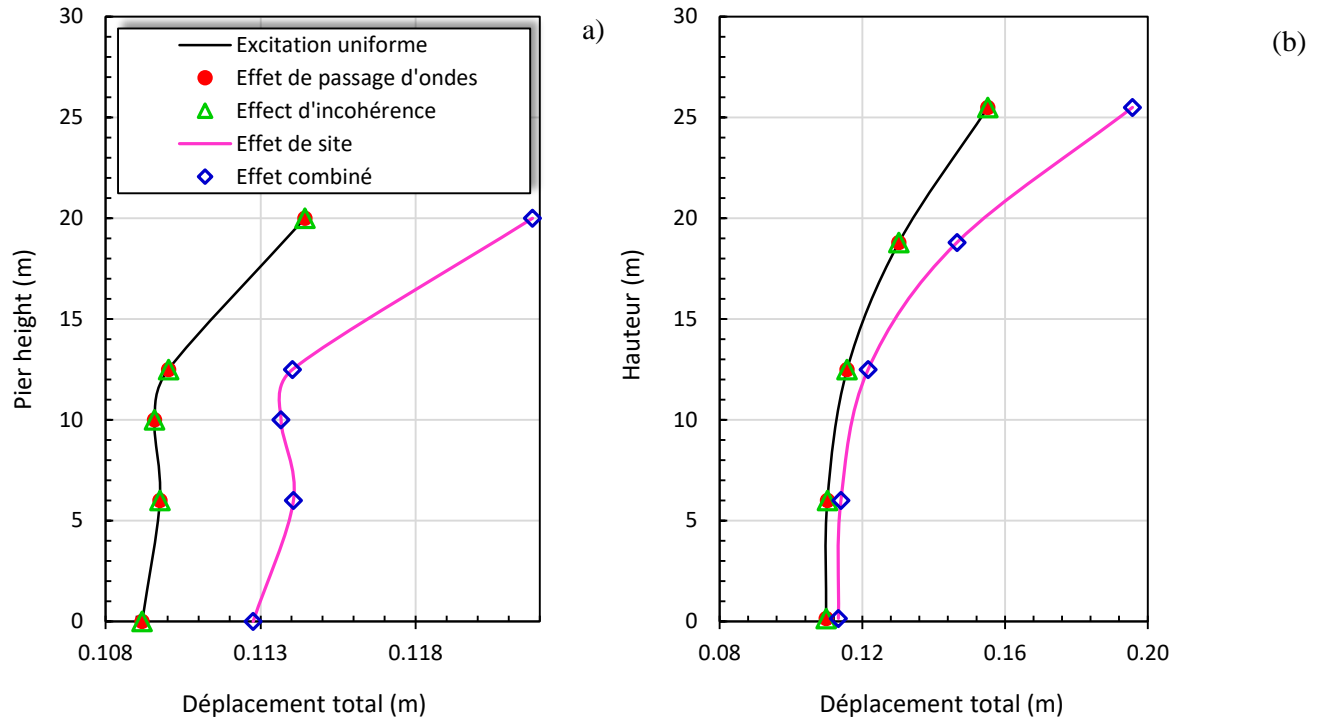 30
25
20
15
10
5
0
Pier height (m)
Excitation uniforme
Effet de passage d'ondes
Effect d'incohérence
Effet de site
Effet combiné
a)
0.108
0.113
0.118
Déplacement total (m)
30
25
20
15
10
5
0
Hauteur (m)
(b)
0.08
0.12
0.16
0.20
Déplacement total (m)